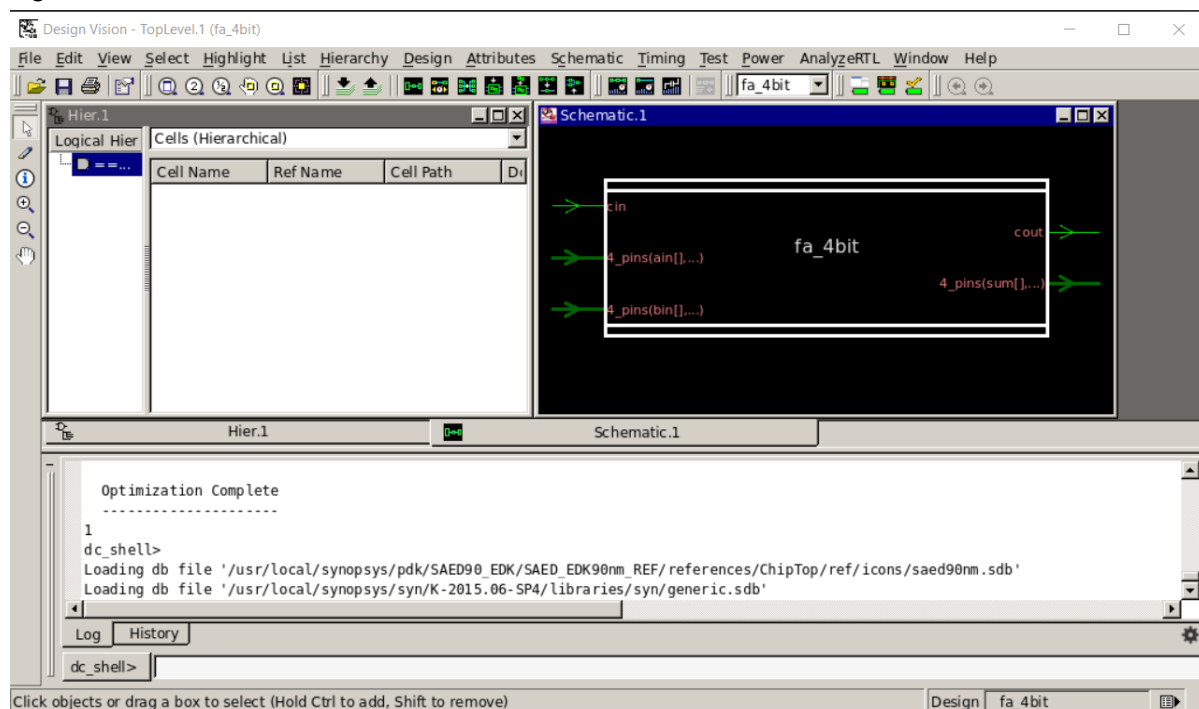 Design Vision - TopLevel.1 (fa_4bit)
File Edit View Select Highlight List Hierarchy Design Attributes Schematic Timing Test Power AnalyzeRTL Window Help
fa_4bit
Hier.1
Schematic.1
Logical Hier
Cells (Hierarchical)
==...
Cell Name Ref Name Cell Path
cin
4_pins(ain[],...)
4_pins(bin[],...)
fa_4bit
cout
4_pins(sum[],...)
Hier.1
Schematic.1
Optimization Complete
---------------------
1
dc_shell>
Loading db file '/usr/local/synopsys/pdk/SAED90_EDK/SAED_EDK90nm_REF/references/ChipTop/ref/icons/saed90nm.sdb'
Loading db file '/usr/local/synopsys/syn/K-2015.06-SP4/libraries/syn/generic.sdb'
Log History
dc_shell>
Click objects or drag a box to select (Hold Ctrl to add, Shift to remove)
Design fa_4bit